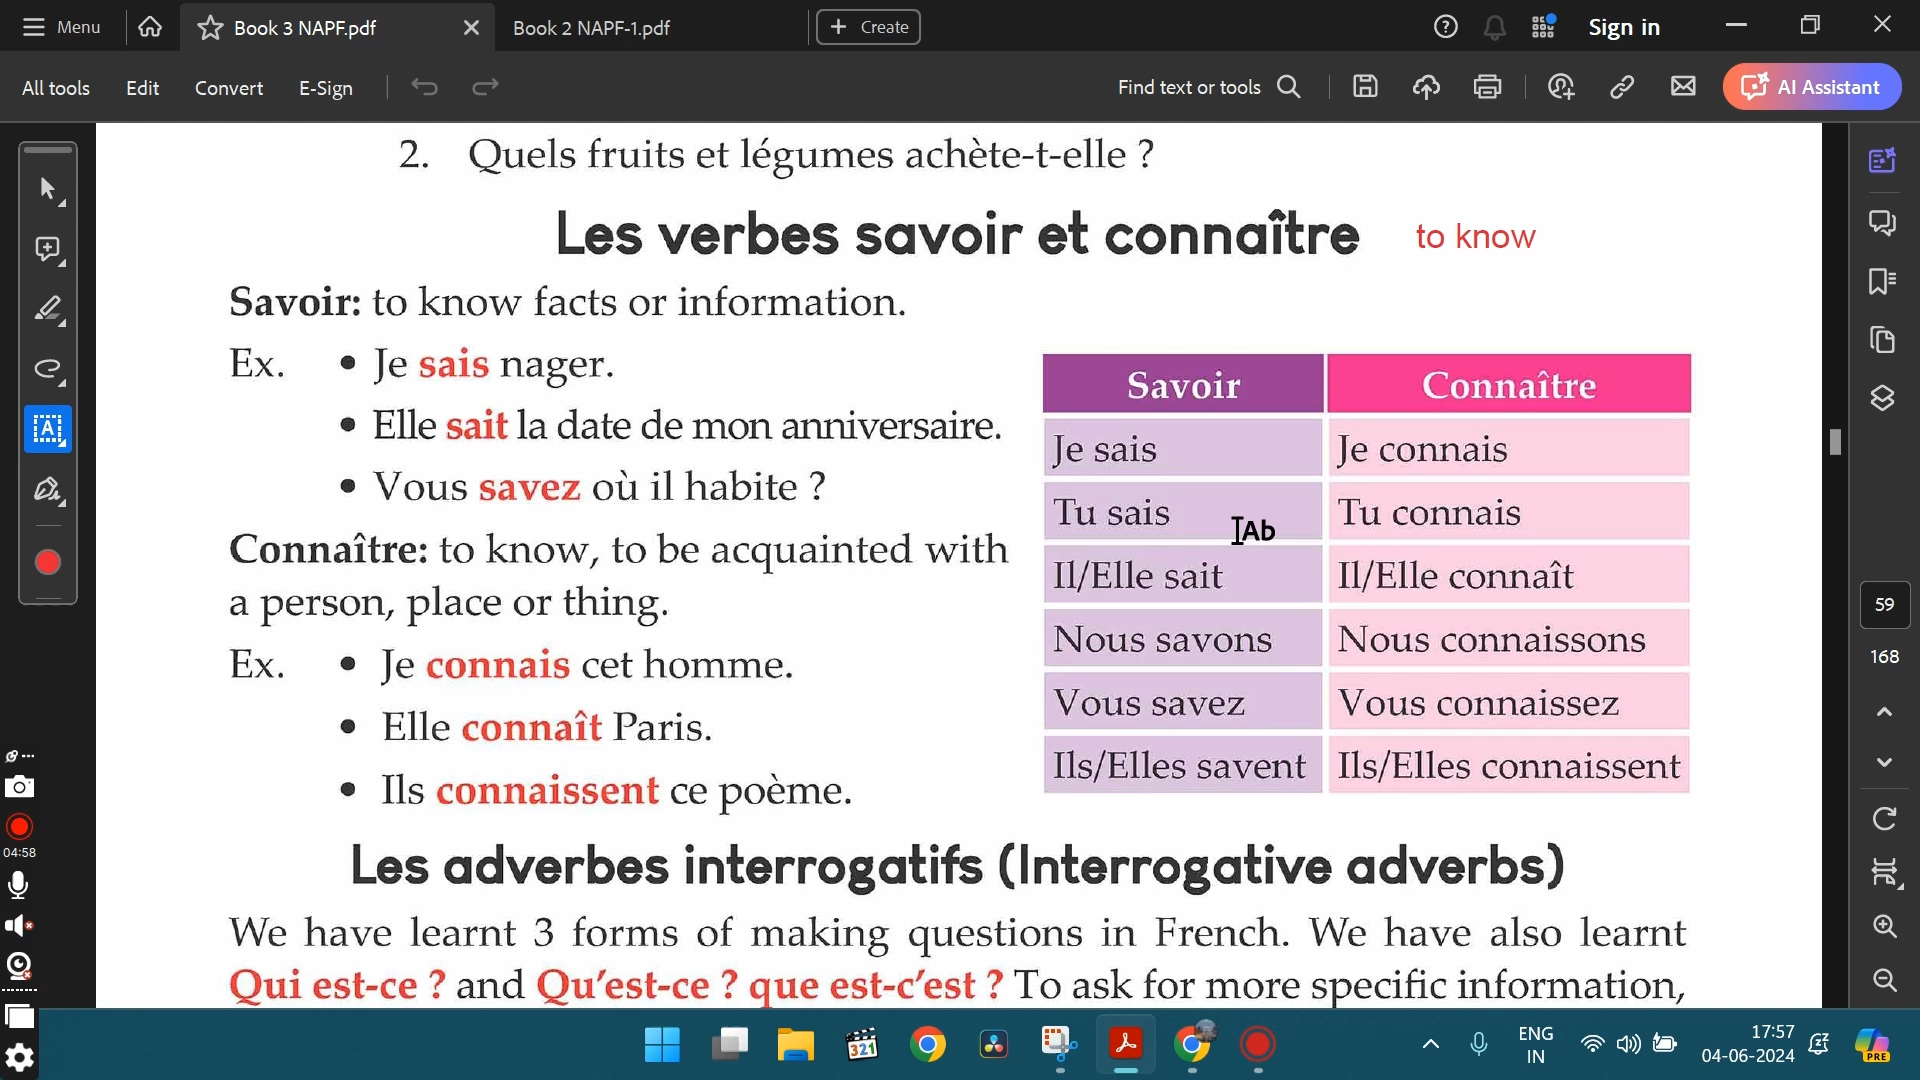 Menu
Book 3 NAPF.pdf
Book 2 NAPF-1.pdf
+ Create
Sign in
All tools
Edit
Convert
E-Sign
Find text or tools
AI Assistant
2. Quels fruits et légumes achète-t-elle ?
Les verbes savoir et connaître
to know
Savoir: to know facts or information.
Ex. • Je sais nager.
• Elle sait la date de mon anniversaire.
• Vous savez où il habite ?
Connaître: to know, to be acquainted with
a person, place or thing.
Ex. • Je connais cet homme.
• Elle connaît Paris.
• Ils connaissent ce poème.
Savoir Connaître
Je sais Je connais
Tu sais Tu connais
Ab
Il/Elle sait Il/Elle connaît
Nous savons Nous connaissons
Vous savez Vous connaissez
Ils/Elles savent Ils/Elles connaissent
Les adverbes interrogatifs (Interrogative adverbs)
We have learnt 3 forms of making questions in French. We have also learnt
Qui est-ce ? and Qu’est-ce ? que est-c’est ? To ask for more specific information,
59
168
04:58
321
ENG
IN
17:57
04-06-2024
PRE